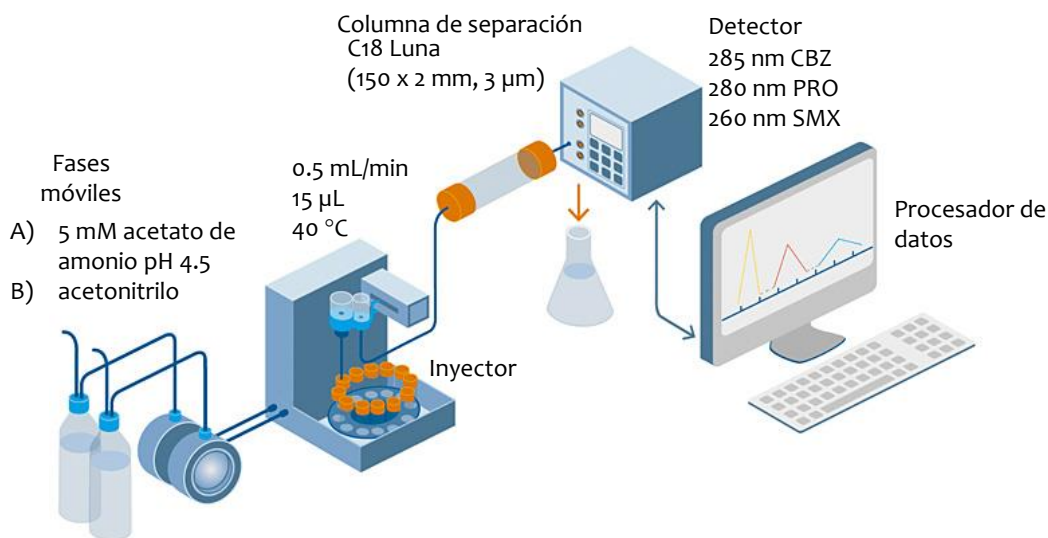 Columna de separación
C18 Luna
(150 x 2 mm, 3 µm)
Detector
285 nm CBZ
280 nm PRO
260 nm SMX
Fases
móviles
A) 5 mM acetato de
amonio pH 4.5
B) acetonitrilo
0.5 mL/min
15 µL
40 °C
Inyector
Procesador de
datos